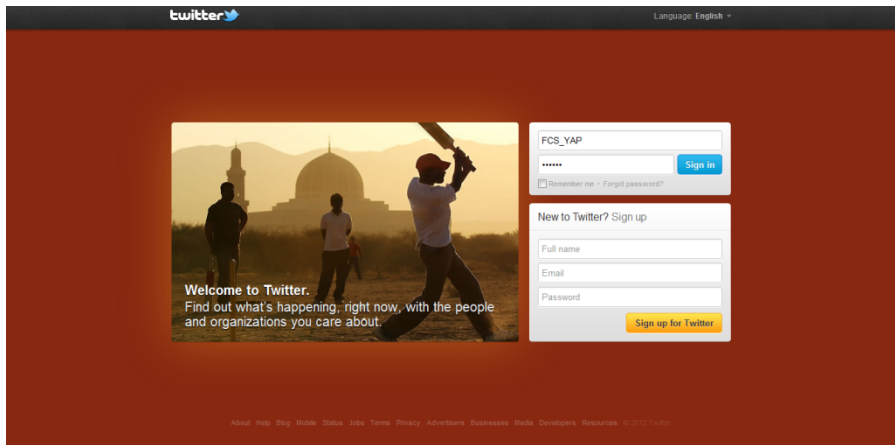 twitter
Language: English
FCS_YAP
••••••
Sign in
Remember me · Forgot password?
New to Twitter? Sign up
Full name
Email
Password
Sign up for Twitter
Welcome to Twitter.
Find out what's happening, right now, with the people
and organizations you care about.
About Help Blog Mobile Status Jobs Terms Privacy Advertisers Businesses Media Developers Resources © 2012 Twitter